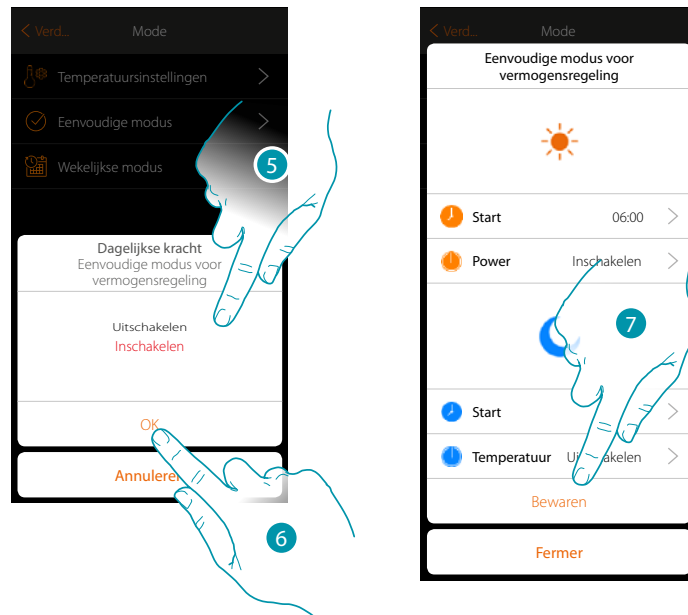 Verd...
Mode
Temperatuursinstellingen
Eenvoudige modus
Wekelijkse modus
5
Dagelijkse kracht
Eenvoudige modus voor
vermogensregeling
Uitschakelen
Inschakelen
OK
Annuleren
6
Verd...
Mode
Eenvoudige modus voor
vermogensregeling
Start 06:00
Power Inschakelen
7
Start
Temperatuur
Bewaren
Fermer